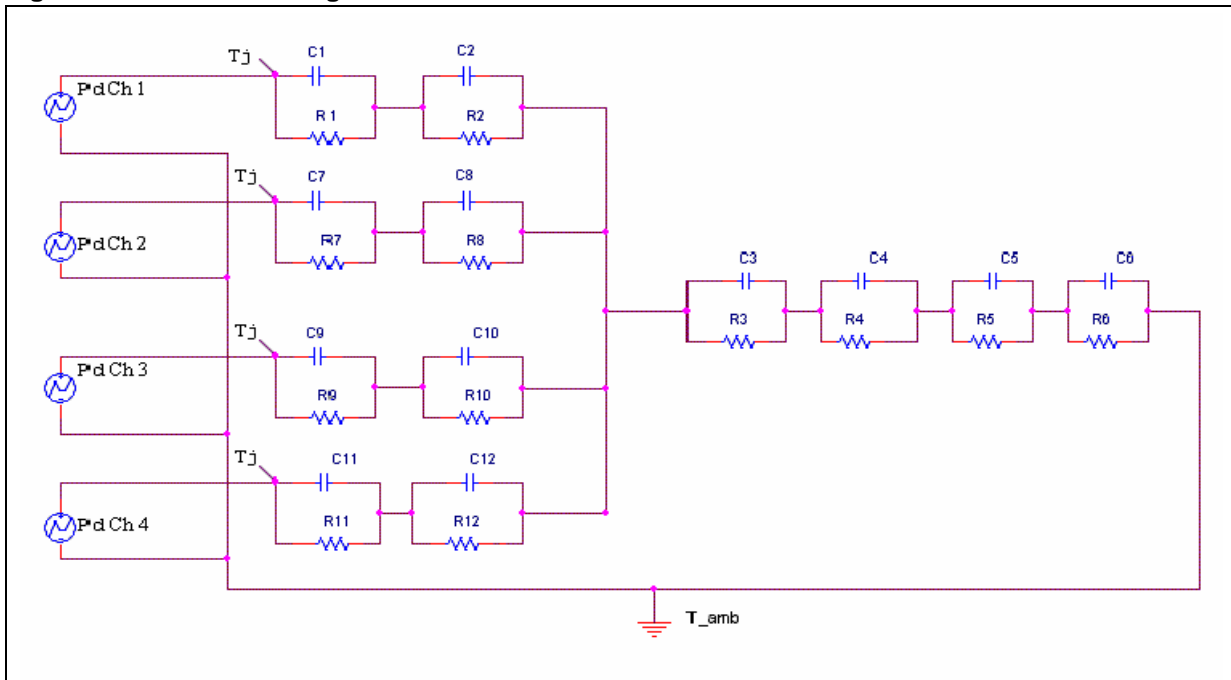 Tj C1 C2
PdCh1
R1 R2
Tj C7 C8
PdCh2
R7 R8
C3 C4 C5 C6
R3 R4 R5 R6
Tj C9 C10
PdCh3
R9 R10
Tj C11 C12
PdCh4
R11 R12
T_amb